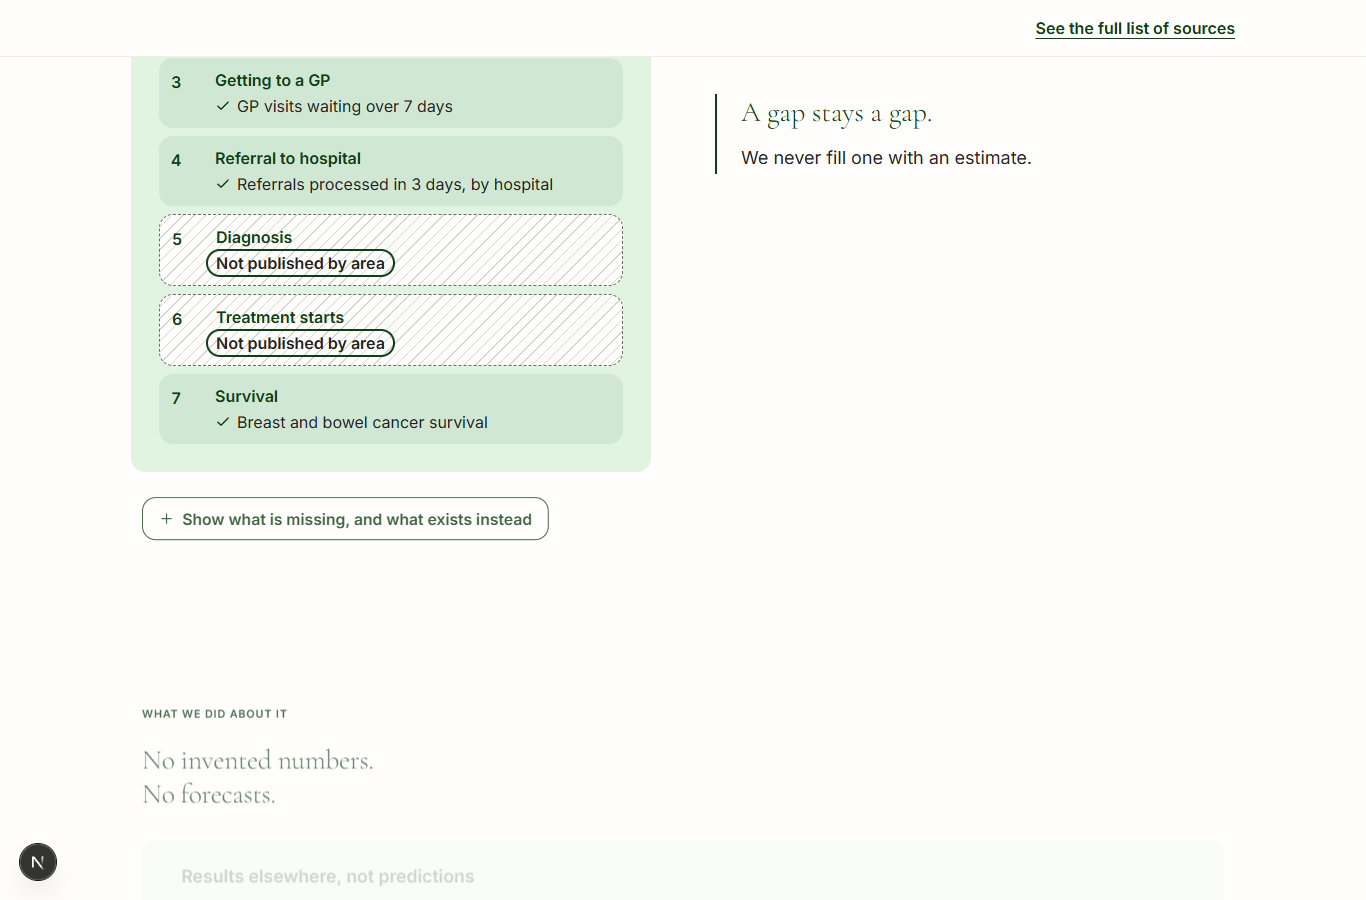 See the full list of sources
3 Getting to a GP
✓ GP visits waiting over 7 days
4 Referral to hospital
✓ Referrals processed in 3 days, by hospital
5 Diagnosis
Not published by area
6 Treatment starts
Not published by area
7 Survival
✓ Breast and bowel cancer survival
+ Show what is missing, and what exists instead
A gap stays a gap.
We never fill one with an estimate.
WHAT WE DID ABOUT IT
No invented numbers.
No forecasts.
Results elsewhere, not predictions
N